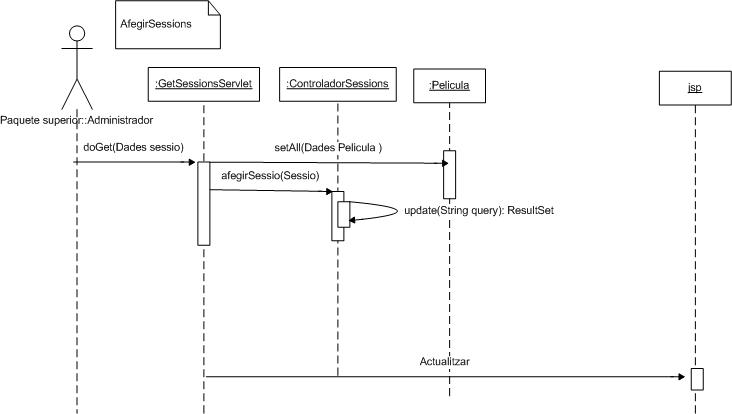 AfegirSessions
:GetSessionsServlet
:ControladorSessions
:Pelicula
jsp
Paquete superior::Administrador
doGet(Dades sessio)
setAll(Dades Pelicula )
afegirSessio(Sessio)
update(String query): ResultSet
Actualitzar